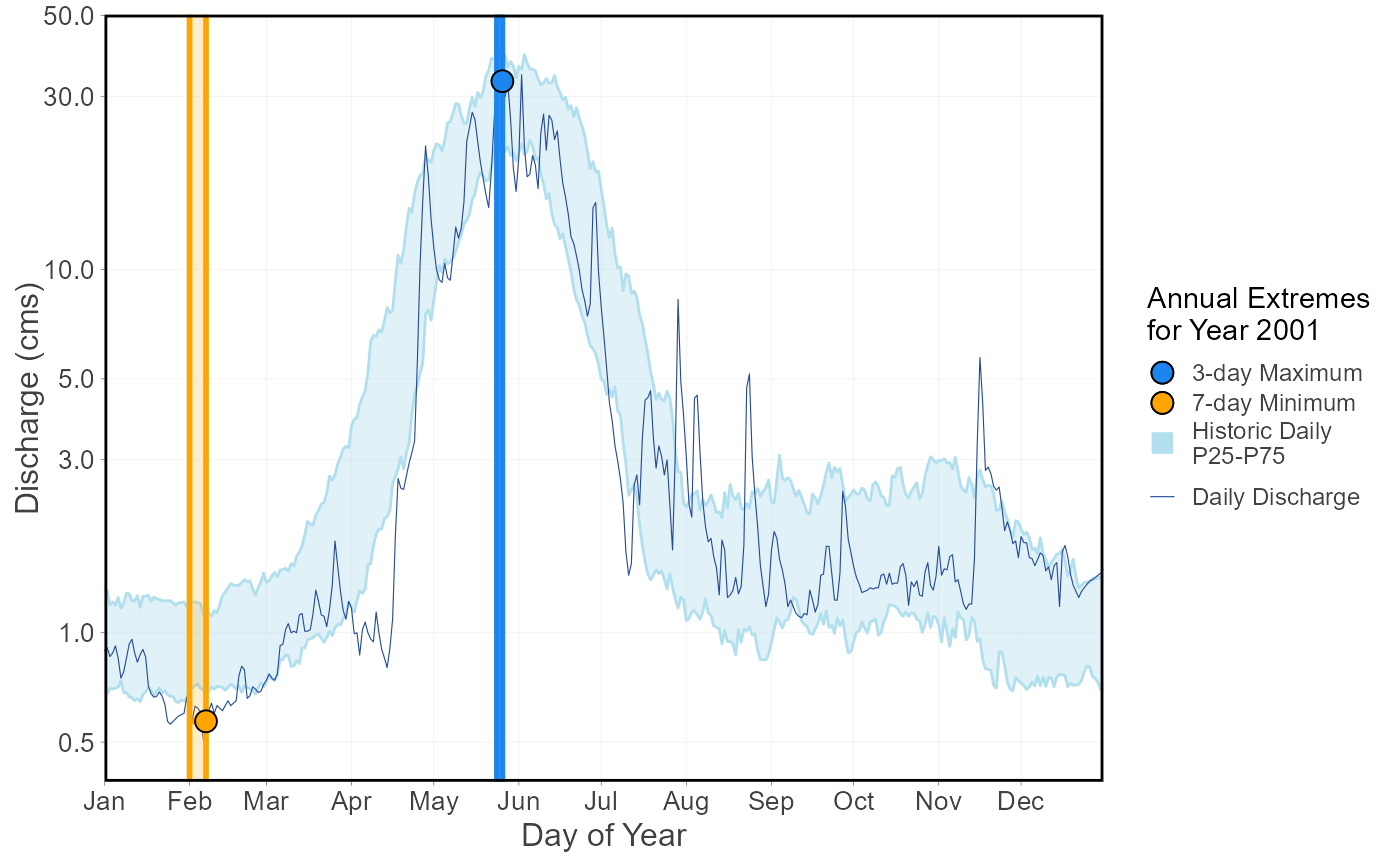 50.0
30.0
10.0
5.0
3.0
1.0
0.5
Discharge (cms)
Jan Feb Mar Apr May Jun Jul Aug Sep Oct Nov Dec
Day of Year
Annual Extremes
for Year 2001
3-day Maximum
7-day Minimum
Historic Daily
P25-P75
Daily Discharge